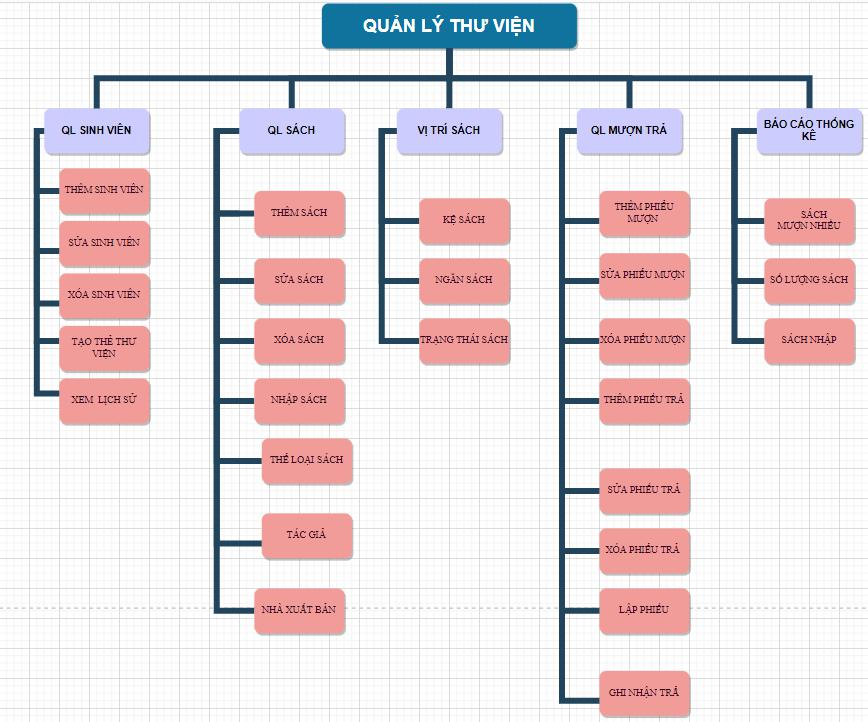 QUẢN LÝ THƯ VIỆN
QL SINH VIÊN
THÊM SINH VIÊN
SỬA SINH VIÊN
XÓA SINH VIÊN
TẠO THẺ THƯ
VIỆN
XEM LỊCH SỬ
QL SÁCH
THÊM SÁCH
SỬA SÁCH
XÓA SÁCH
NHẬP SÁCH
THỂ LOẠI SÁCH
TÁC GIẢ
NHÀ XUẤT BẢN
VỊ TRÍ SÁCH
KỆ SÁCH
NGĂN SÁCH
TRẠNG THÁI SÁCH
QL MƯỢN TRẢ
THÊM PHIẾU
MƯỢN
SỬA PHIẾU MƯỢN
XÓA PHIẾU MƯỢN
THÊM PHIẾU TRẢ
SỬA PHIẾU TRẢ
XÓA PHIẾU TRẢ
LẬP PHIẾU
GHI NHẬN TRẢ
BÁO CÁO THỐNG
KÊ
SÁCH
MƯỢN NHIỀU
SỐ LƯỢNG SÁCH
SÁCH NHẬP